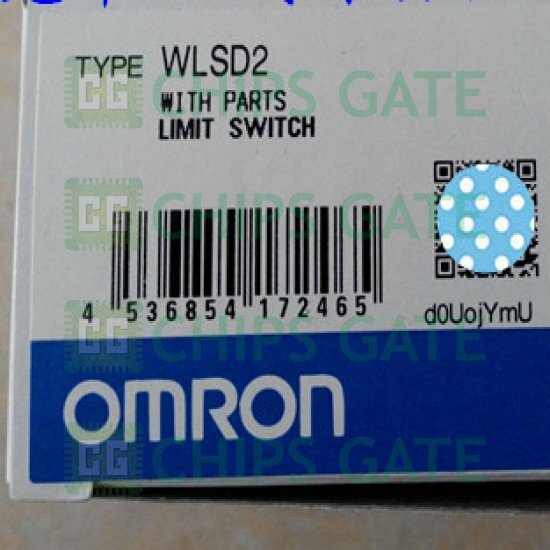 TYPE WLSD2
WITH PARTS
LIMIT SWITCH
4 536854 172465
d0UojYmU
OMRON
CHIPS GATE
CHIPS GATE
CHIPS GATE
CHIPS GATE